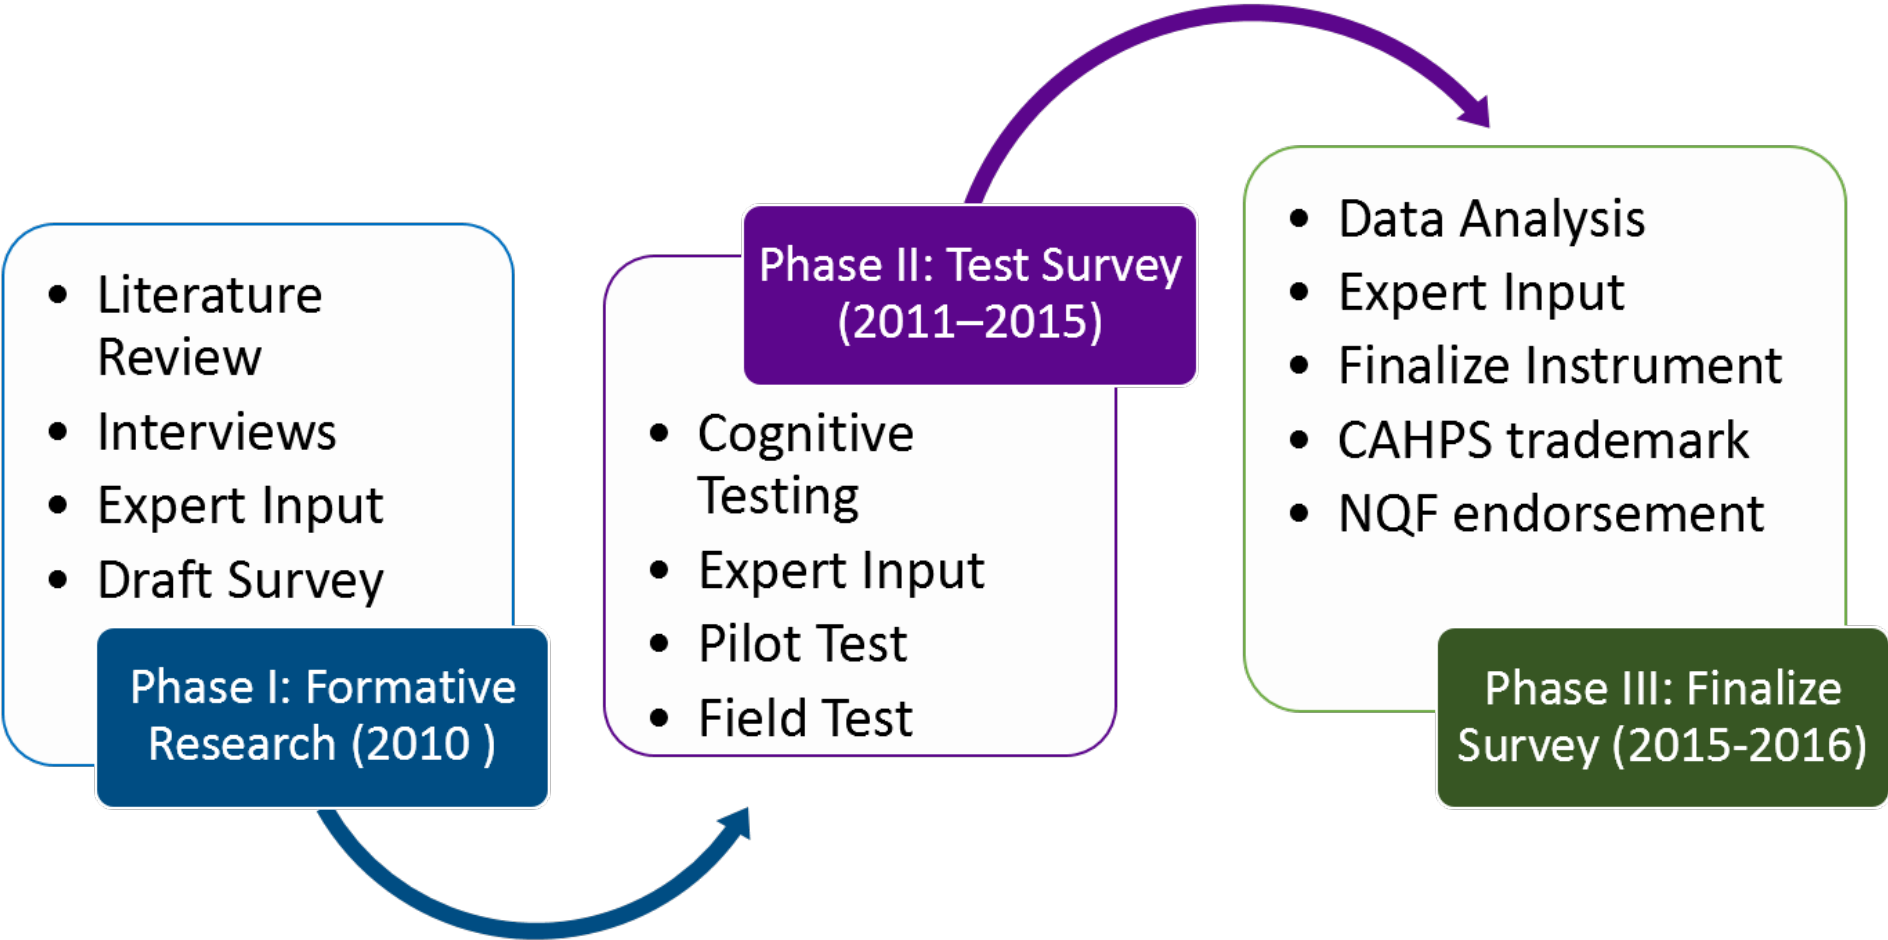 • Literature
Review
• Interviews
• Expert Input
• Draft Survey
Phase I: Formative
Research (2010 )
Phase II: Test Survey
(2011–2015)
• Cognitive
Testing
• Expert Input
• Pilot Test
• Field Test
• Data Analysis
• Expert Input
• Finalize Instrument
• CAHPS trademark
• NQF endorsement
Phase III: Finalize
Survey (2015-2016)